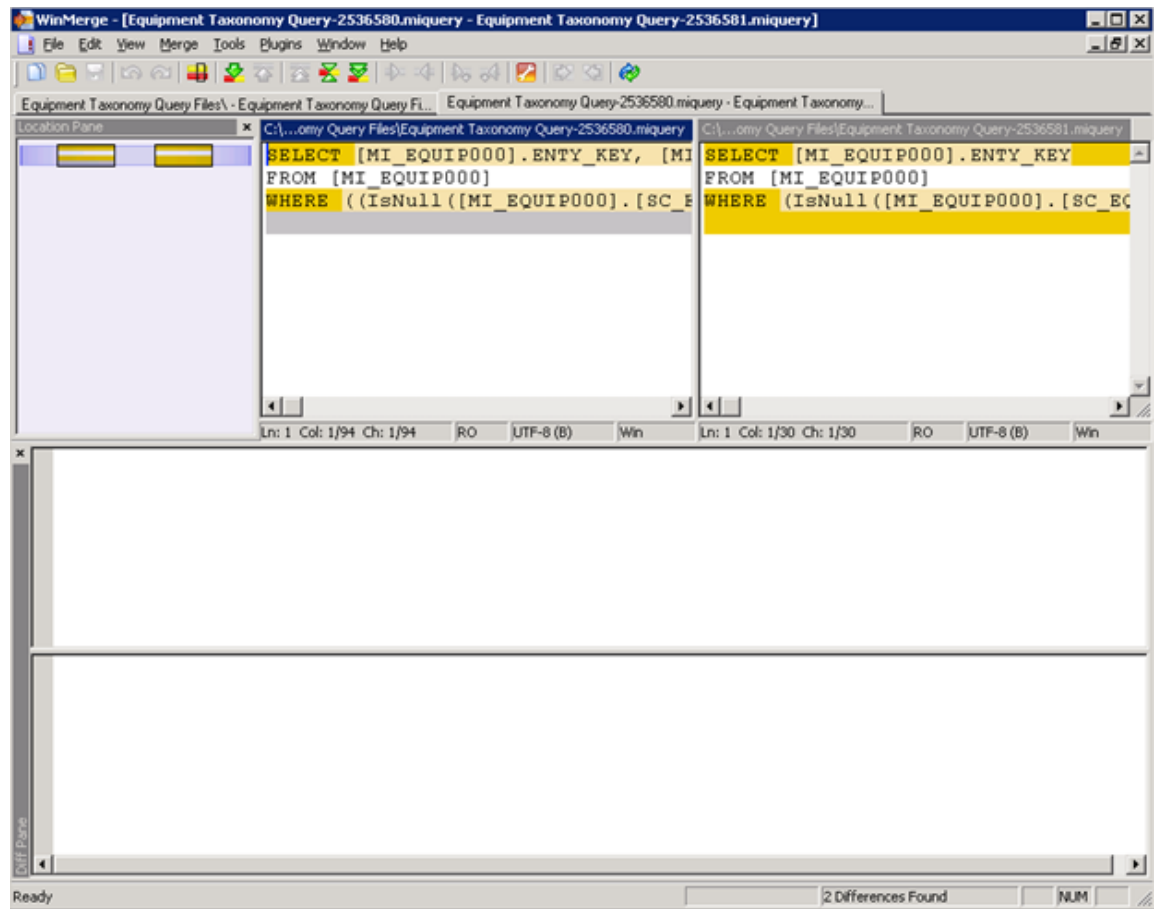 WinMerge - [Equipment Taxonomy Query-2536580.miquery - Equipment Taxonomy Query-2536581.miquery]
File Edit View Merge Tools Plugins Window Help
Equipment Taxonomy Query Files\ - Equipment Taxonomy Query Fi...
Equipment Taxonomy Query-2536580.miquery - Equipment Taxonomy...
Location Pane
C:\...omy Query Files\Equipment Taxonomy Query-2536580.miquery
SELECT [MI_EQUIP000].ENTY_KEY, [MI
FROM [MI_EQUIP000]
WHERE ((IsNull([MI_EQUIP000].[SC_E
Ln: 1 Col: 1/94 Ch: 1/94 RO UTF-8 (B) Win
C:\...omy Query Files\Equipment Taxonomy Query-2536581.miquery
SELECT [MI_EQUIP000].ENTY_KEY
FROM [MI_EQUIP000]
WHERE (IsNull([MI_EQUIP000].[SC_EQ
Ln: 1 Col: 1/30 Ch: 1/30 RO UTF-8 (B) Win
Diff Pane
Ready 2 Differences Found NUM